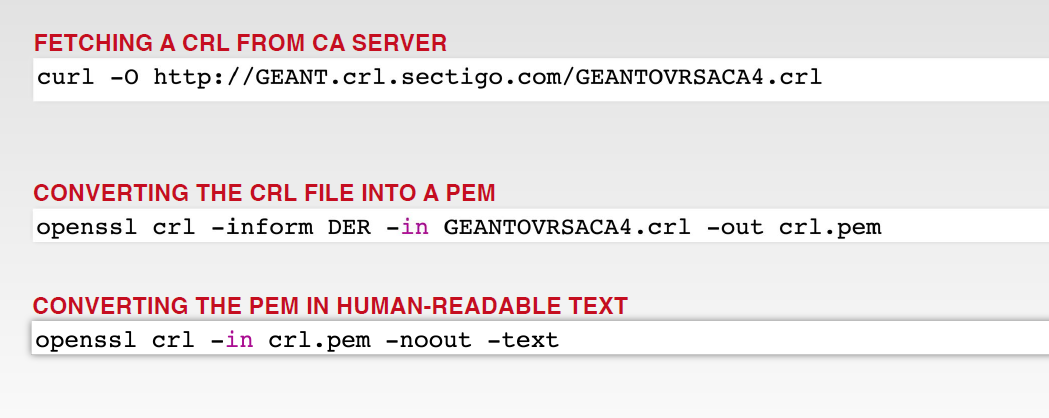 FETCHING A CRL FROM CA SERVER
curl -O http://GEANT.crl.sectigo.com/GEANTOVRSACA4.crl
CONVERTING THE CRL FILE INTO A PEM
openssl crl -inform DER -in GEANTOVRSACA4.crl -out crl.pem
CONVERTING THE PEM IN HUMAN-READABLE TEXT
openssl crl -in crl.pem -noout -text